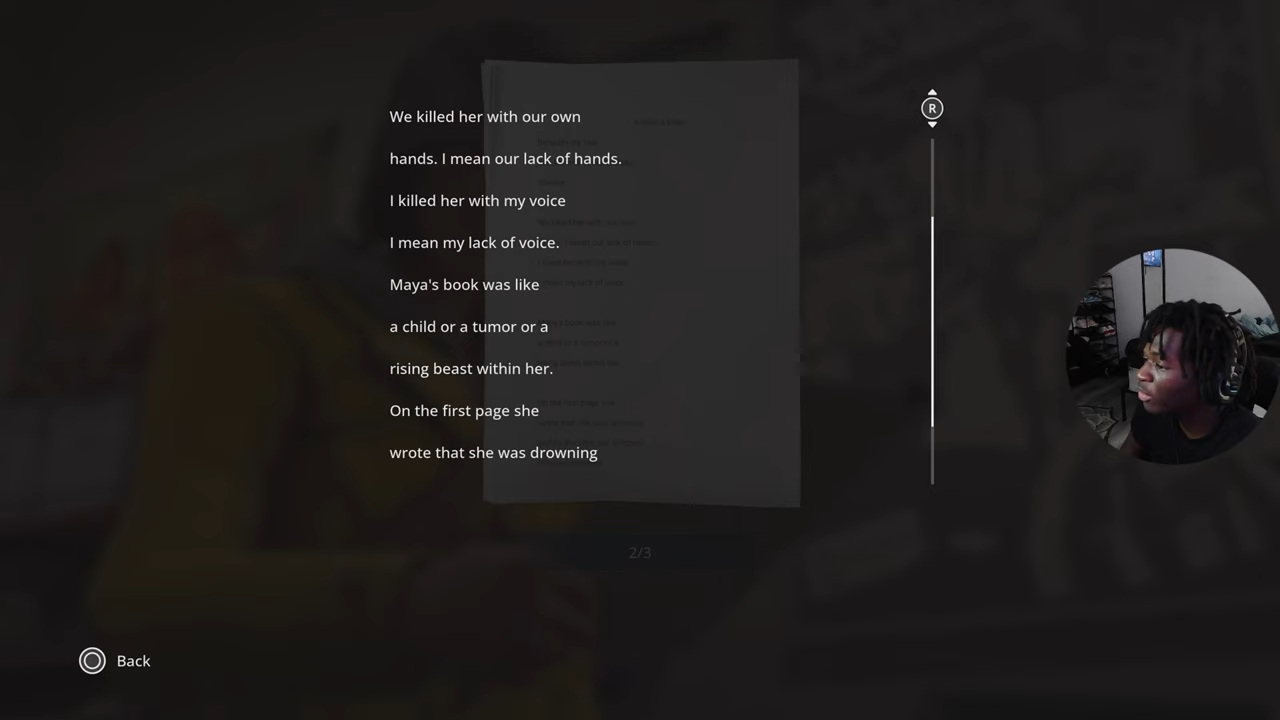 We killed her with our own
hands. I mean our lack of hands.
I killed her with my voice
I mean my lack of voice.
Maya's book was like
a child or a tumor or a
rising beast within her.
On the first page she
wrote that she was drowning
R
2/3
Back